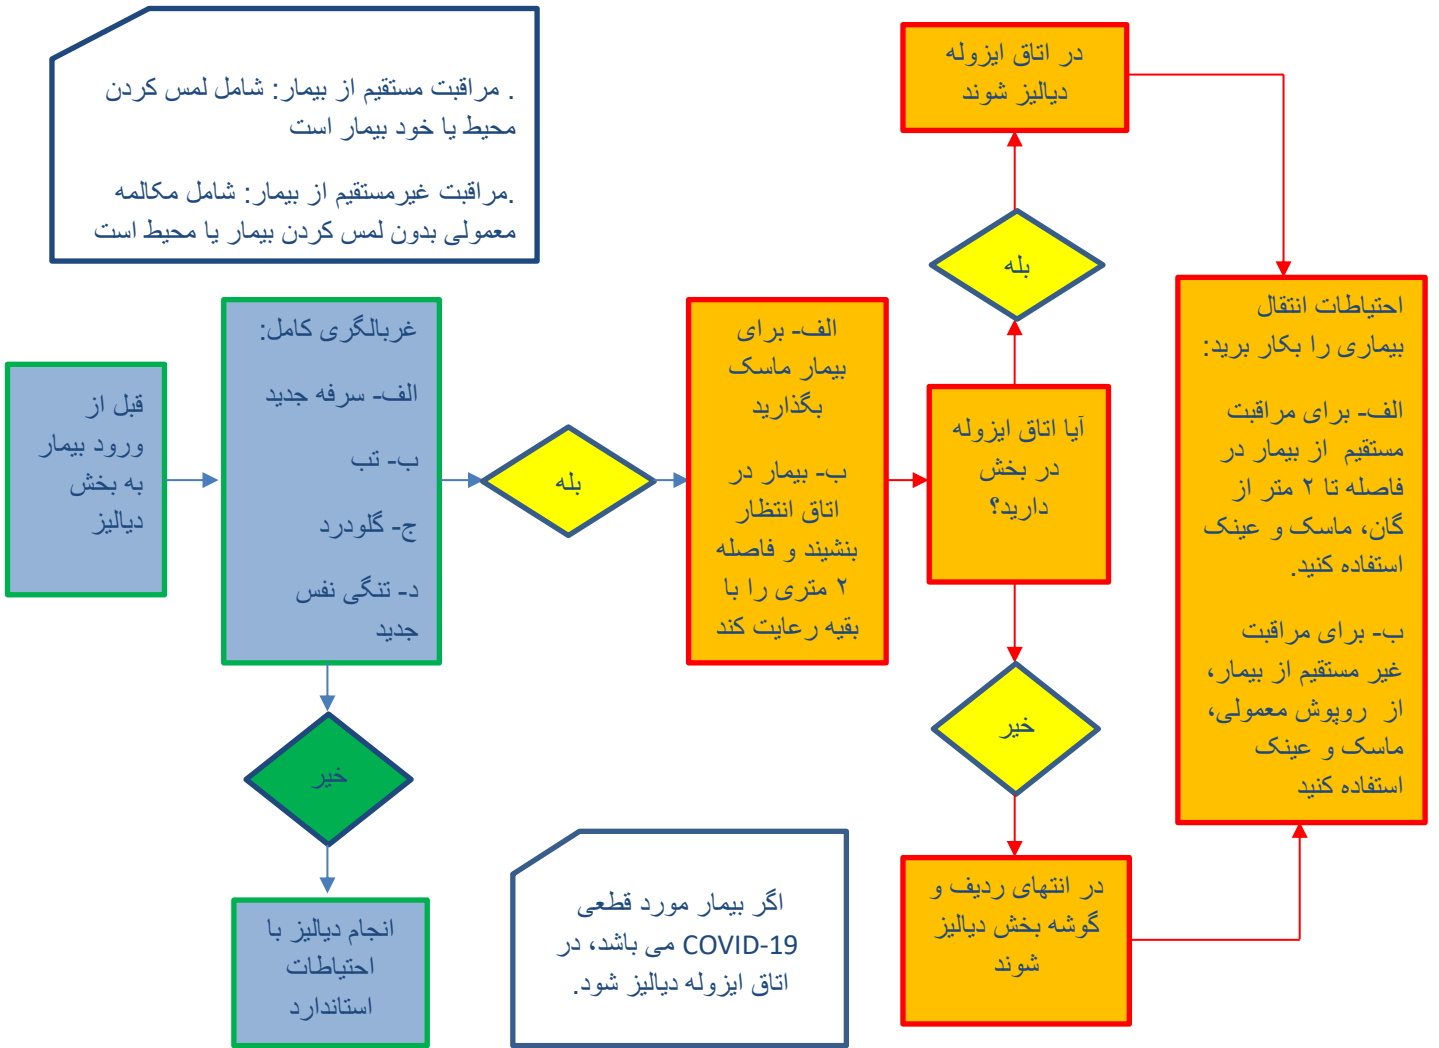 . مراقبت مستقیم از بیمار: شامل لمس کردن
محیط یا خود بیمار است
.مراقبت غیرمستقیم از بیمار: شامل مکالمه
معمولی بدون لمس کردن بیمار یا محیط است
قبل از
ورود بیمار
به بخش
دیالیز
غربالگری کامل:
الف- سرفه جدید
ب- تب
ج- گلودرد
د- تنگی نفس
جدید
بله
خیر
انجام دیالیز با
احتیاطات
استاندارد
الف- برای
بیمار ماسک
بگذارید
ب- بیمار در
اتاق انتظار
بنشیند و فاصله
۲ متری را با
بقیه رعایت کند
آیا اتاق ایزوله
در بخش
دارید؟
بله
در اتاق ایزوله
دیالیز شوند
خیر
در انتهای ردیف و
گوشه بخش دیالیز
شوند
احتیاطات انتقال
بیماری را بکار برید:
الف- برای مراقبت
مستقیم از بیمار در
فاصله تا ۲ متر از
گان، ماسک و عینک
استفاده کنید.
ب- برای مراقبت
غیر مستقیم از بیمار،
از روپوش معمولی،
ماسک و عینک
استفاده کنید
اگر بیمار مورد قطعی
COVID-19 می باشد، در
اتاق ایزوله دیالیز شود.